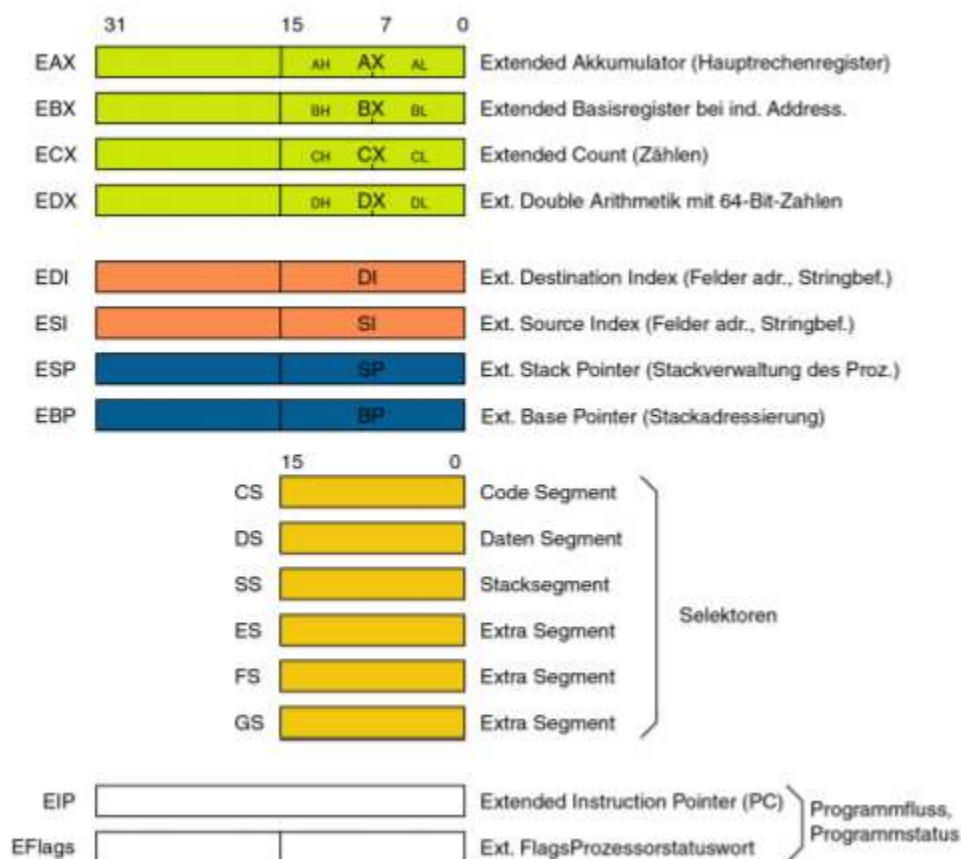 31 15 7 0
EAX AH AX AL Extended Akkumulator (Hauptrechenregister)
EBX BH BX BL Extended Basisregister bei ind. Address.
ECX CH CX CL Extended Count (Zählen)
EDX DH DX DL Ext. Double Arithmetik mit 64-Bit-Zahlen
EDI DI Ext. Destination Index (Felder adr., Stringbef.)
ESI SI Ext. Source Index (Felder adr., Stringbef.)
ESP SP Ext. Stack Pointer (Stackverwaltung des Proz.)
EBP BP Ext. Base Pointer (Stackadressierung)
15 0
CS Code Segment
DS Daten Segment
SS Stacksegment
ES Extra Segment
Selektoren
FS Extra Segment
GS Extra Segment
EIP Extended Instruction Pointer (PC)
Programmfluss,
Programmstatus
EFlags Ext. FlagsProzessorstatuswort